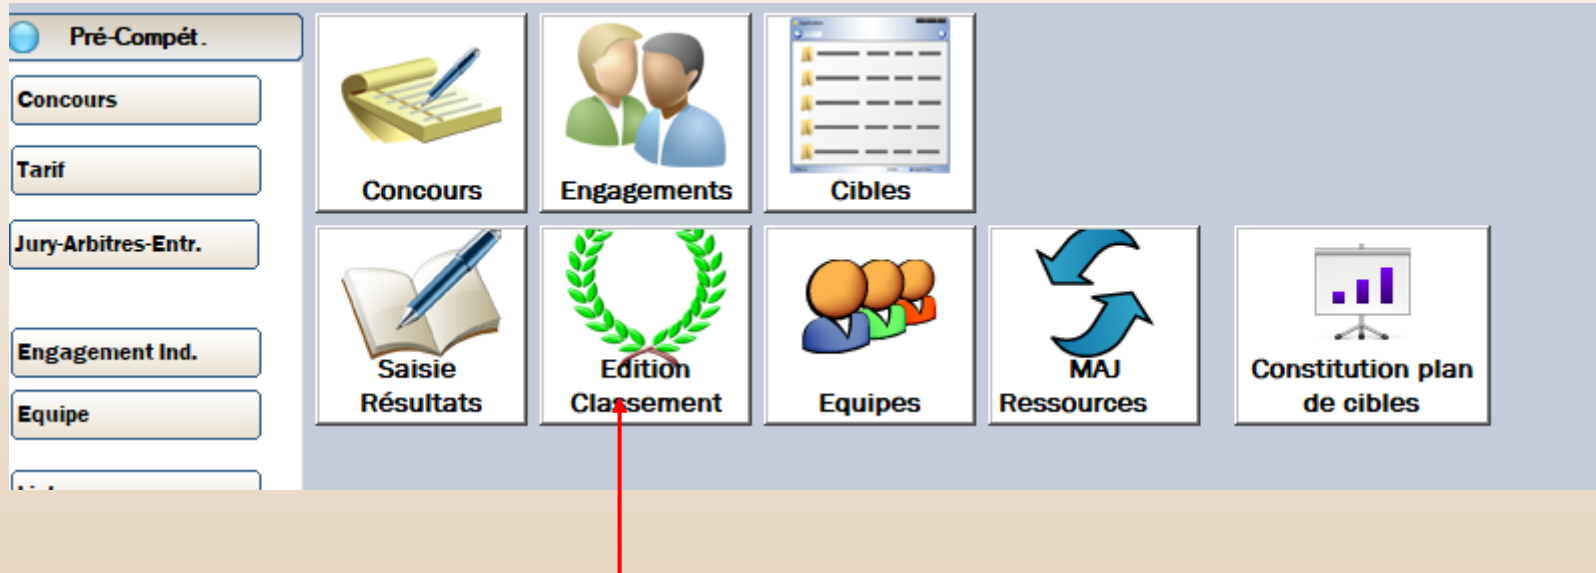 Pré-Compét.
Concours
Tarif
Jury-Arbitres-Entr.
Engagement Ind.
Equipe
Concours
Engagements
Cibles
Saisie
Résultats
Edition
Classement
Equipes
MAJ
Ressources
Constitution plan
de cibles